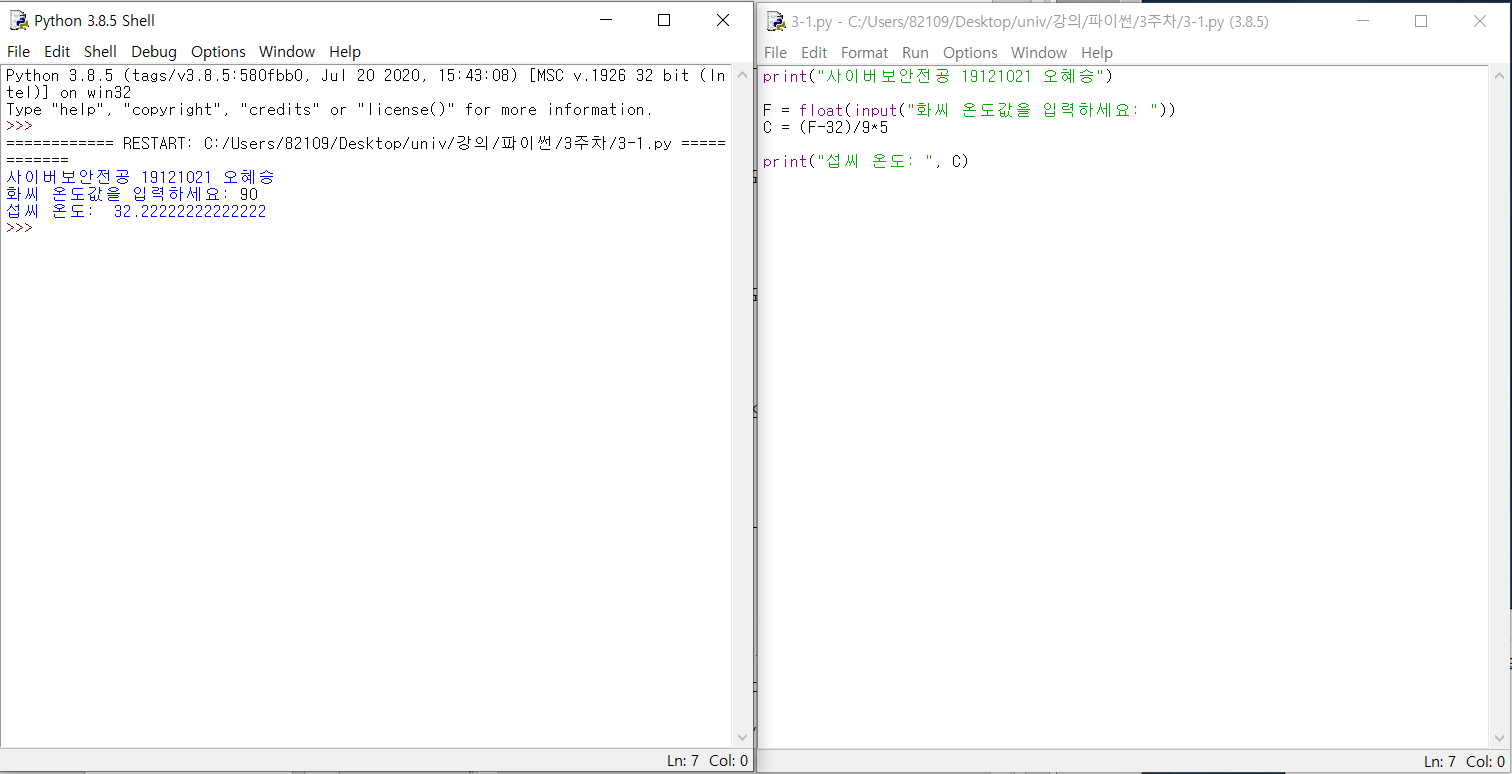 Python 3.8.5 Shell
File Edit Shell Debug Options Window Help
Python 3.8.5 (tags/v3.8.5:580fbb0, Jul 20 2020, 15:43:08) [MSC v.1926 32 bit (In
tel)] on win32
Type "help", "copyright", "credits" or "license()" for more information.
>>>
============ RESTART: C:/Users/82109/Desktop/univ/강의/파이썬/3주차/3-1.py =====
=======
사이버보안전공 19121021 오혜승
화씨 온도값을 입력하세요: 90
섭씨 온도:  32.22222222222222
>>>
Ln: 7 Col: 0
3-1.py - C:/Users/82109/Desktop/univ/강의/파이썬/3주차/3-1.py (3.8.5)
File Edit Format Run Options Window Help
print("사이버보안전공 19121021 오혜승")
F = float(input("화씨 온도값을 입력하세요: "))
C = (F-32)/9*5
print("섭씨 온도: ", C)
Ln: 7 Col: 0